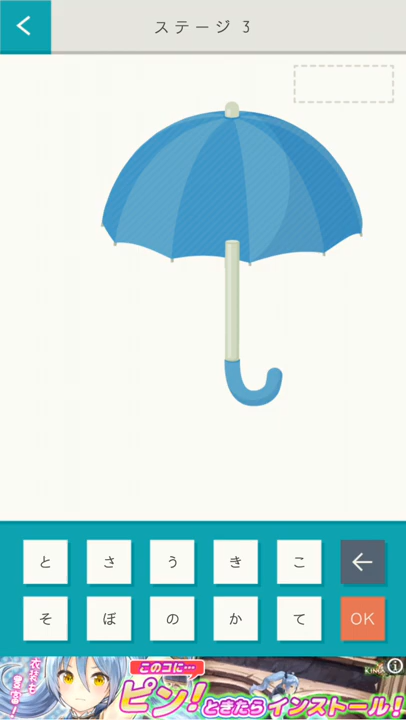 ステージ 3
と さ う き こ
そ ぼ の か て OK
このコに…
ピン!ときたらインストール!